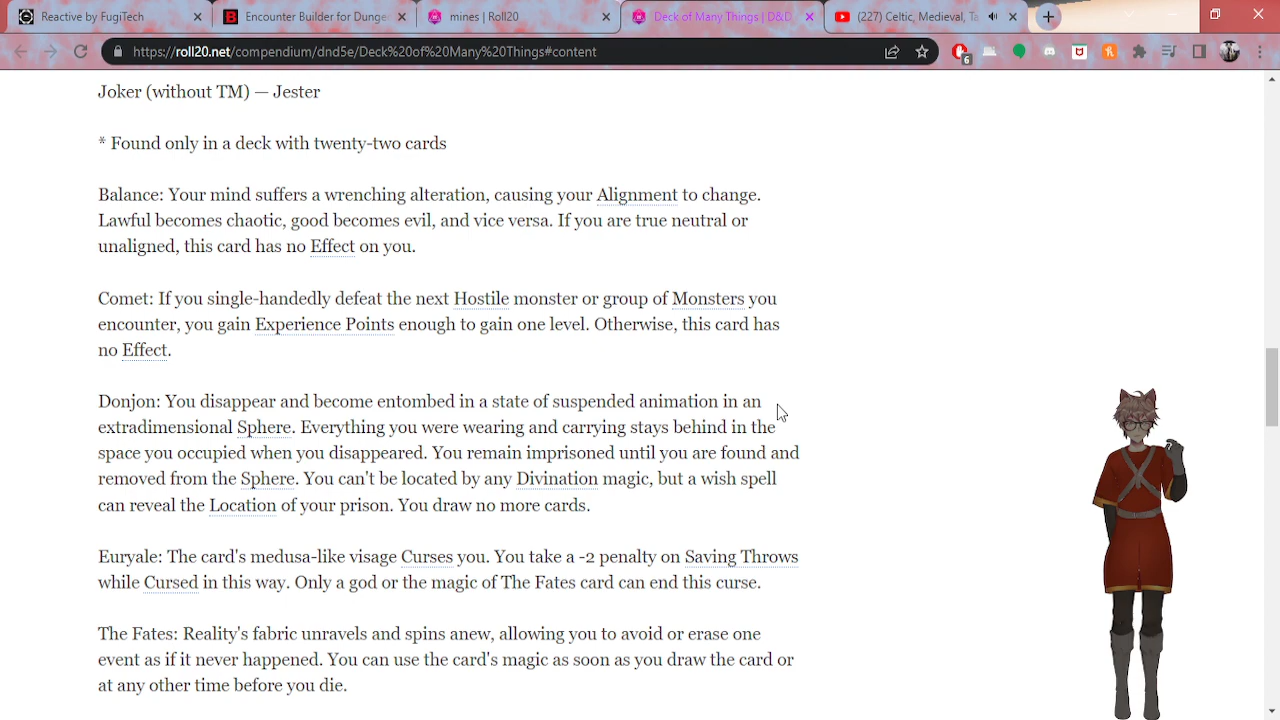 Reactive by FugiTech
Encounter Builder for Dunge
mines | Roll20
Deck of Many Things | D&D
(227) Celtic, Medieval, Ta
https://roll20.net/compendium/dnd5e/Deck%20of%20Many%20Things#content
6
Joker (without TM) — Jester
* Found only in a deck with twenty-two cards
Balance: Your mind suffers a wrenching alteration, causing your Alignment to change.
Lawful becomes chaotic, good becomes evil, and vice versa. If you are true neutral or
unaligned, this card has no Effect on you.
Comet: If you single-handedly defeat the next Hostile monster or group of Monsters you
encounter, you gain Experience Points enough to gain one level. Otherwise, this card has
no Effect.
Donjon: You disappear and become entombed in a state of suspended animation in an
extradimensional Sphere. Everything you were wearing and carrying stays behind in the
space you occupied when you disappeared. You remain imprisoned until you are found and
removed from the Sphere. You can't be located by any Divination magic, but a wish spell
can reveal the Location of your prison. You draw no more cards.
Euryale: The card's medusa-like visage Curses you. You take a -2 penalty on Saving Throws
while Cursed in this way. Only a god or the magic of The Fates card can end this curse.
The Fates: Reality's fabric unravels and spins anew, allowing you to avoid or erase one
event as if it never happened. You can use the card's magic as soon as you draw the card or
at any other time before you die.